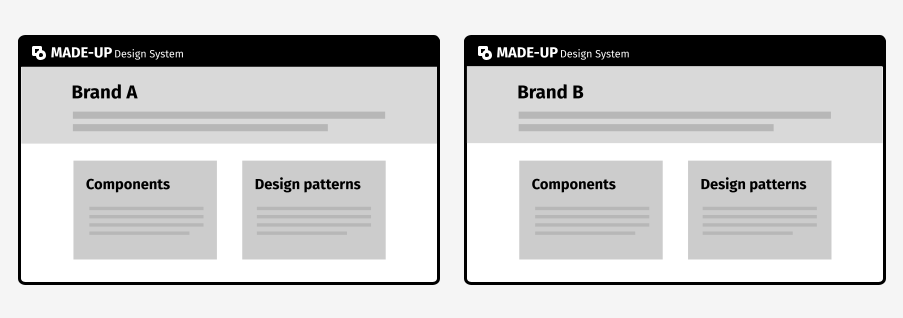 MADE-UP Design System
Brand A
Components
Design patterns
MADE-UP Design System
Brand B
Components
Design patterns